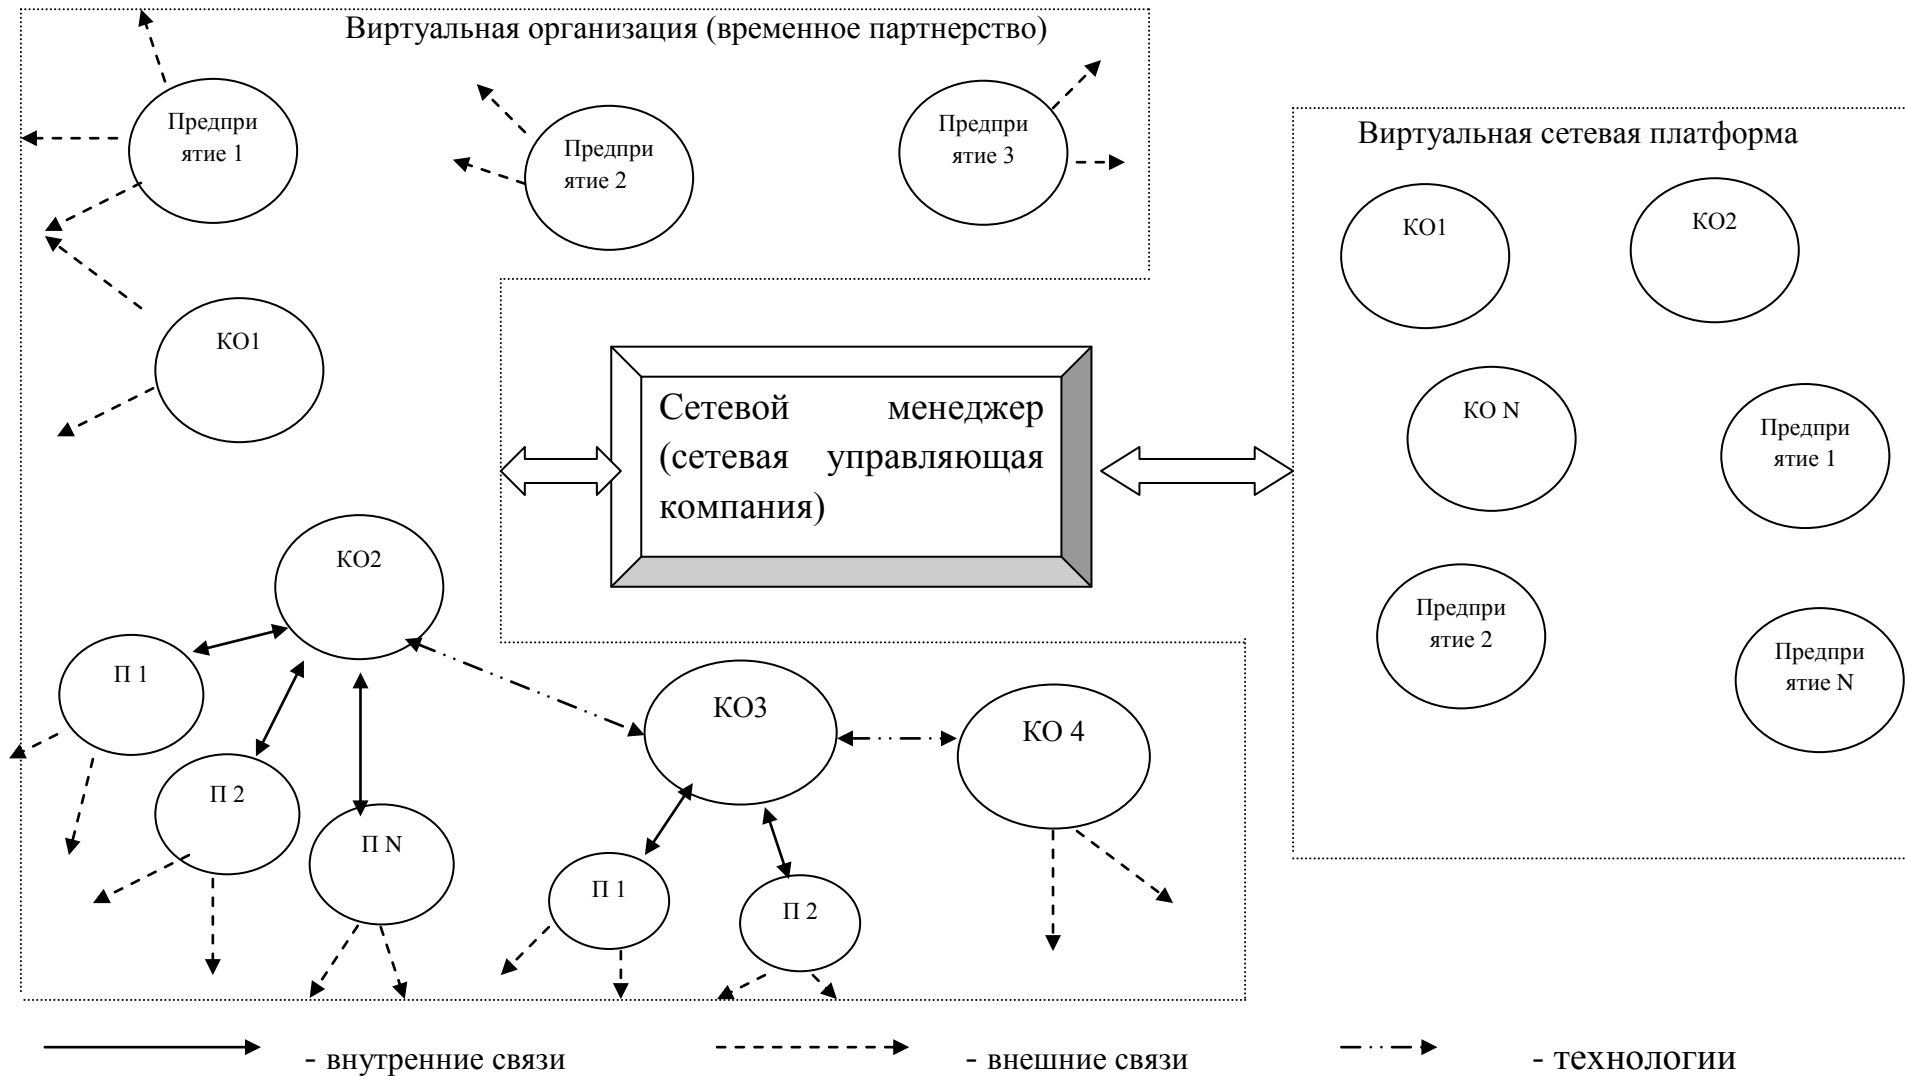 Виртуальная организация (временное партнерство)
Предпри
ятие 1
Предпри
ятие 2
Предпри
ятие 3
КО1
Сетевой менеджер
(сетевая управляющая
компания)
КО2
П 1
П 2
П N
КО3
КО 4
П 1
П 2
Виртуальная сетевая платформа
КО1
КО2
КО N
Предпри
ятие 1
Предпри
ятие 2
Предпри
ятие N
- внутренние связи
- внешние связи
- технологии